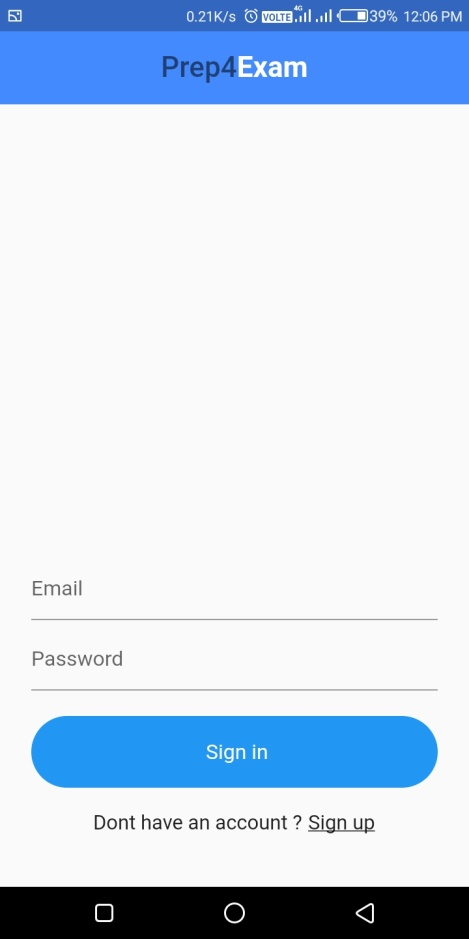 0.21K/s VOLTE 4G 39% 12:06 PM
Prep4Exam
Email
Password
Sign in
Dont have an account ? Sign up